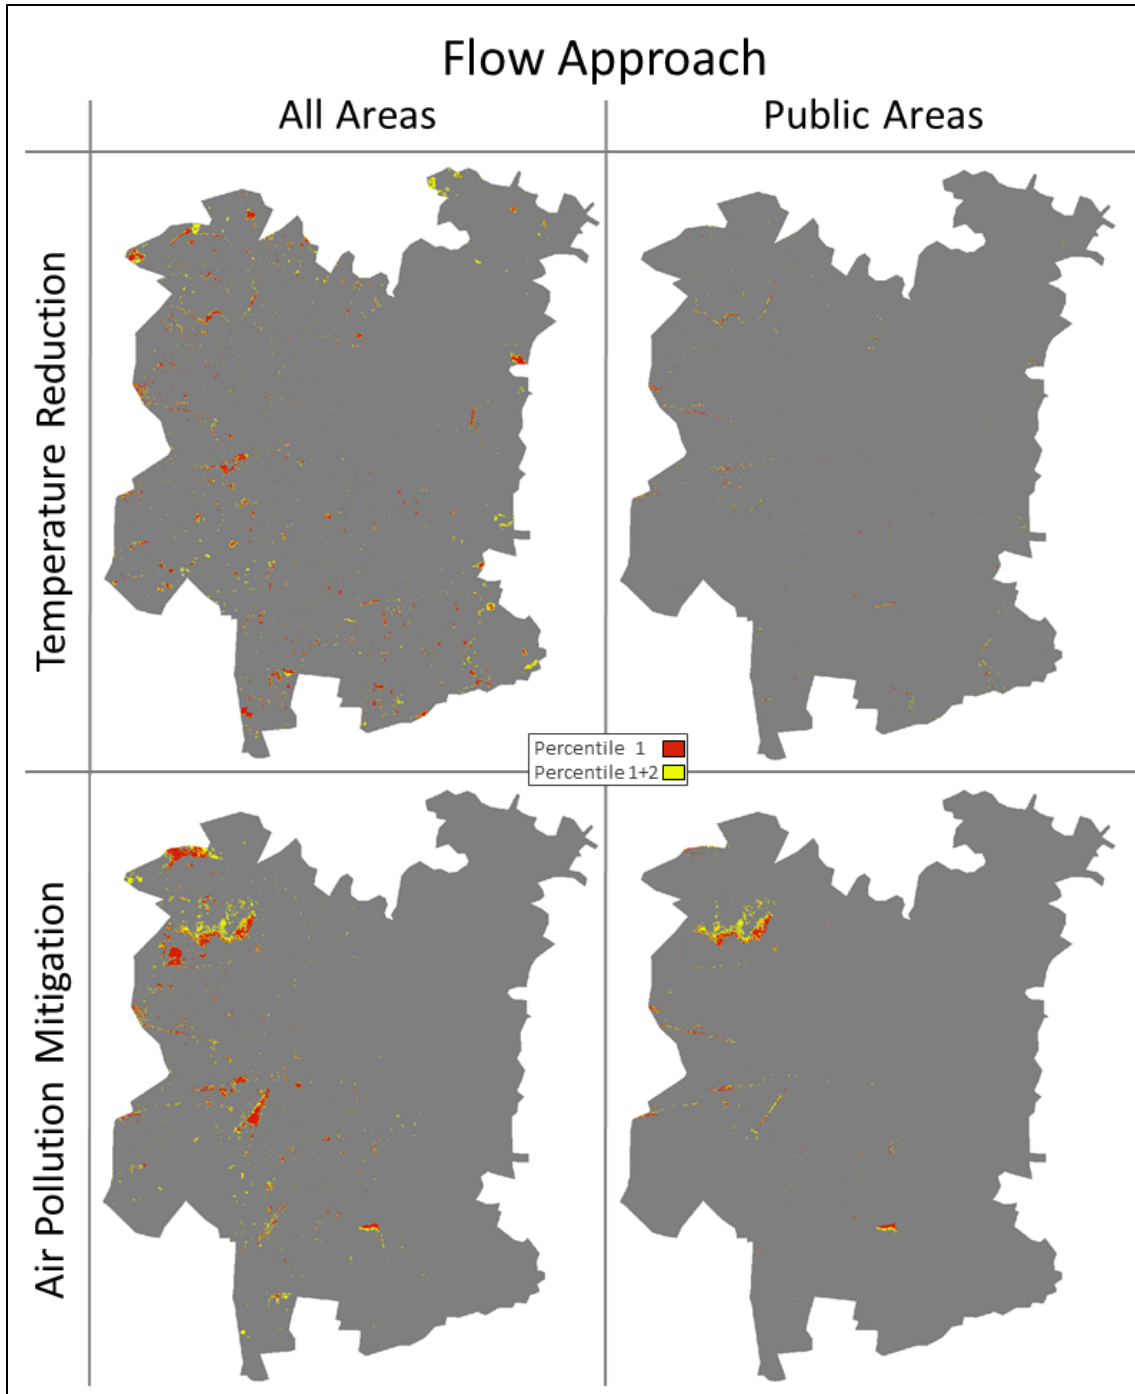 Flow Approach
All Areas
Public Areas
Temperature Reduction
Percentile 1
Percentile 1+2
Air Pollution Mitigation